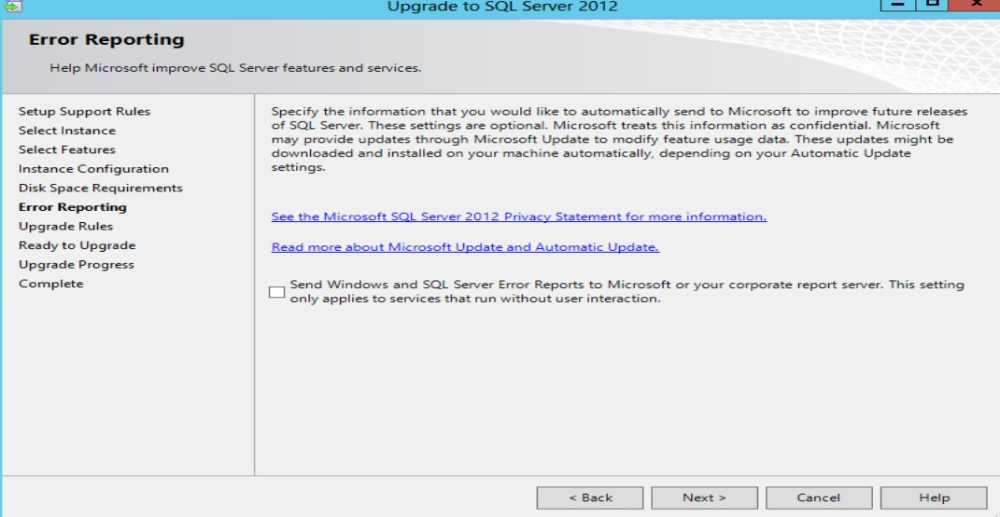 Upgrade to SQL Server 2012
Error Reporting
Help Microsoft improve SQL Server features and services.
Setup Support Rules
Select Instance
Select Features
Instance Configuration
Disk Space Requirements
Error Reporting
Upgrade Rules
Ready to Upgrade
Upgrade Progress
Complete
Specify the information that you would like to automatically send to Microsoft to improve future releases
of SQL Server. These settings are optional. Microsoft treats this information as confidential. Microsoft
may provide updates through Microsoft Update to modify feature usage data. These updates might be
downloaded and installed on your machine automatically, depending on your Automatic Update
settings.
See the Microsoft SQL Server 2012 Privacy Statement for more information.
Read more about Microsoft Update and Automatic Update.
Send Windows and SQL Server Error Reports to Microsoft or your corporate report server. This setting
only applies to services that run without user interaction.
< Back
Next >
Cancel
Help